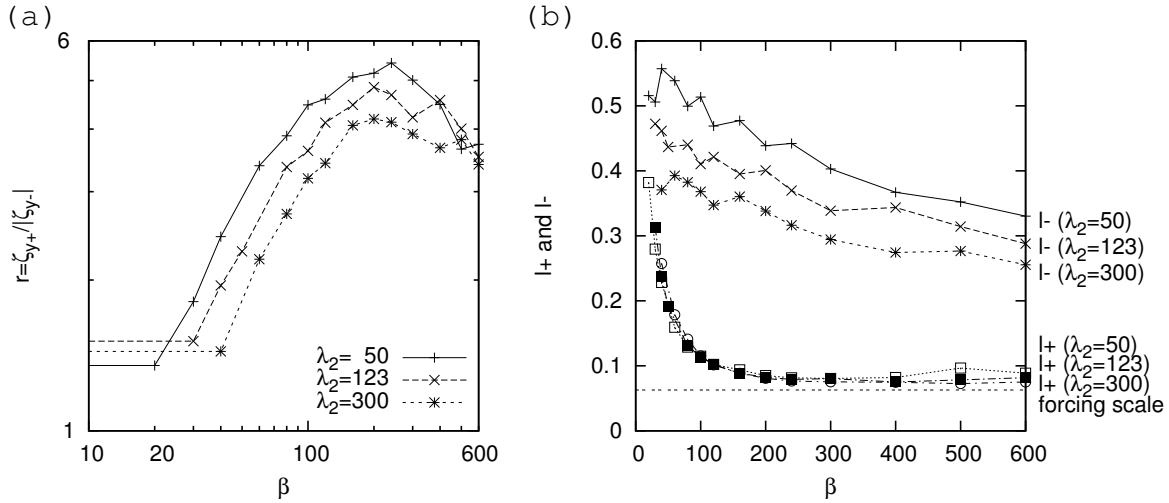 (a)
6
1
r=ζy+/|ζy-|
10 20 100 600
β
λ2= 50
λ2=123
λ2=300
(b)
0.6
0.5
0.4
0.3
0.2
0.1
0
l+ and l-
0 100 200 300 400 500 600
β
l- (λ2=50)
l- (λ2=123)
l- (λ2=300)
l+ (λ2=50)
l+ (λ2=123)
l+ (λ2=300)
forcing scale